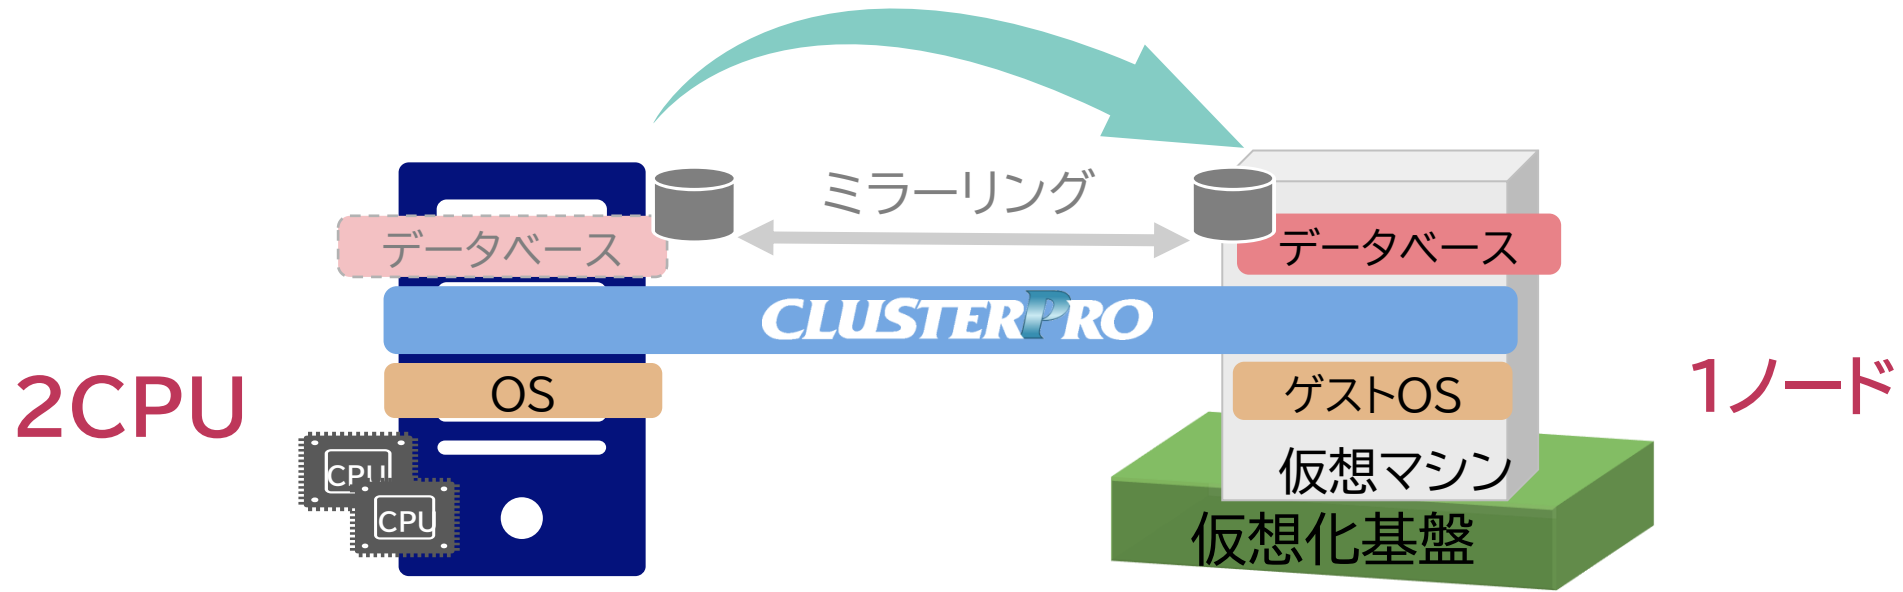 ミラーリング
データベース
データベース
CLUSTERPRO
2CPU
OS
ゲストOS
1ノード
CPU
CPU
仮想マシン
仮想化基盤